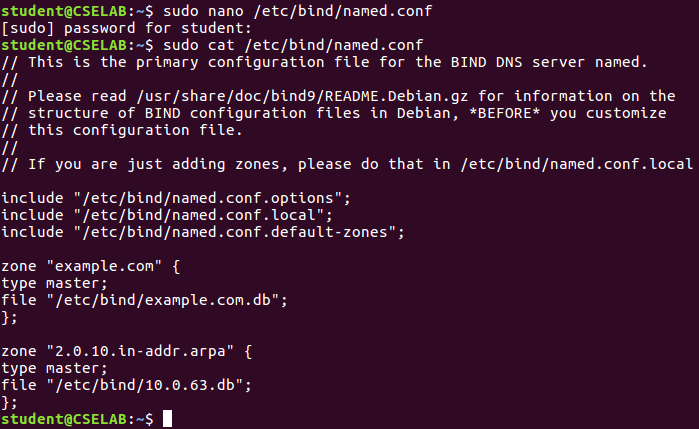 student@CSELAB:~$ sudo nano /etc/bind/named.conf
[sudo] password for student:
student@CSELAB:~$ sudo cat /etc/bind/named.conf
// This is the primary configuration file for the BIND DNS server named.
//
// Please read /usr/share/doc/bind9/README.Debian.gz for information on the
// structure of BIND configuration files in Debian, *BEFORE* you customize
// this configuration file.
//
// If you are just adding zones, please do that in /etc/bind/named.conf.local
include "/etc/bind/named.conf.options";
include "/etc/bind/named.conf.local";
include "/etc/bind/named.conf.default-zones";
zone "example.com" {
type master;
file "/etc/bind/example.com.db";
};
zone "2.0.10.in-addr.arpa" {
type master;
file "/etc/bind/10.0.63.db";
};
student@CSELAB:~$